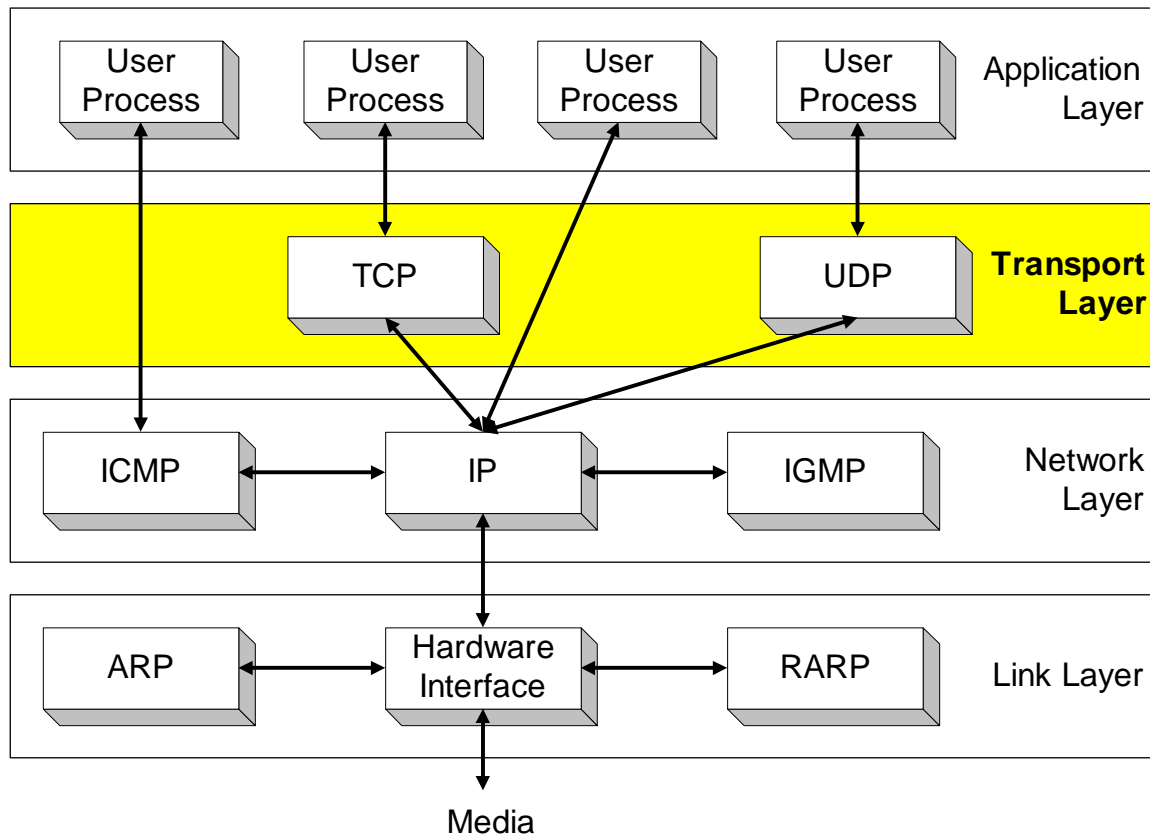 User
Process
User
Process
User
Process
User
Process
Application
Layer
TCP
UDP
Transport
Layer
ICMP
IP
IGMP
Network
Layer
ARP
Hardware
Interface
RARP
Link Layer
Media